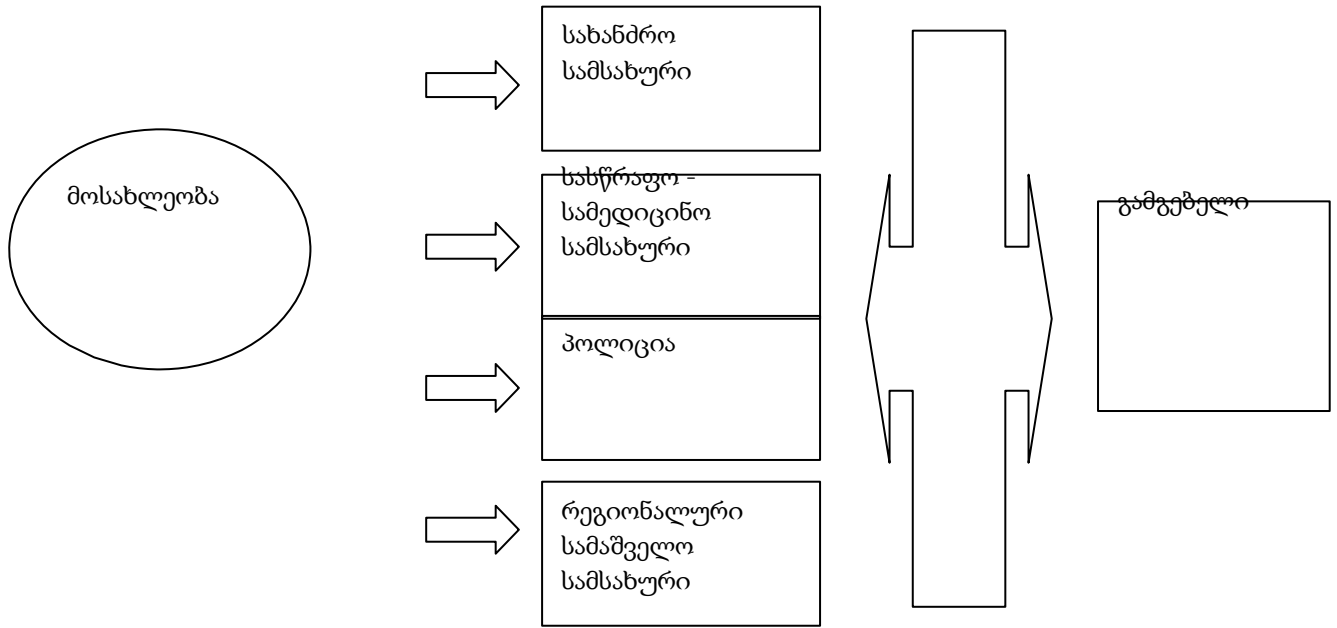 მოსახლეობა
სახანძრო
სამსახური
სასწრაფო -
სამედიცინო
სამსახური
პოლიცია
რეგიონალური
სამაშველო
სამსახური
გამგებელი